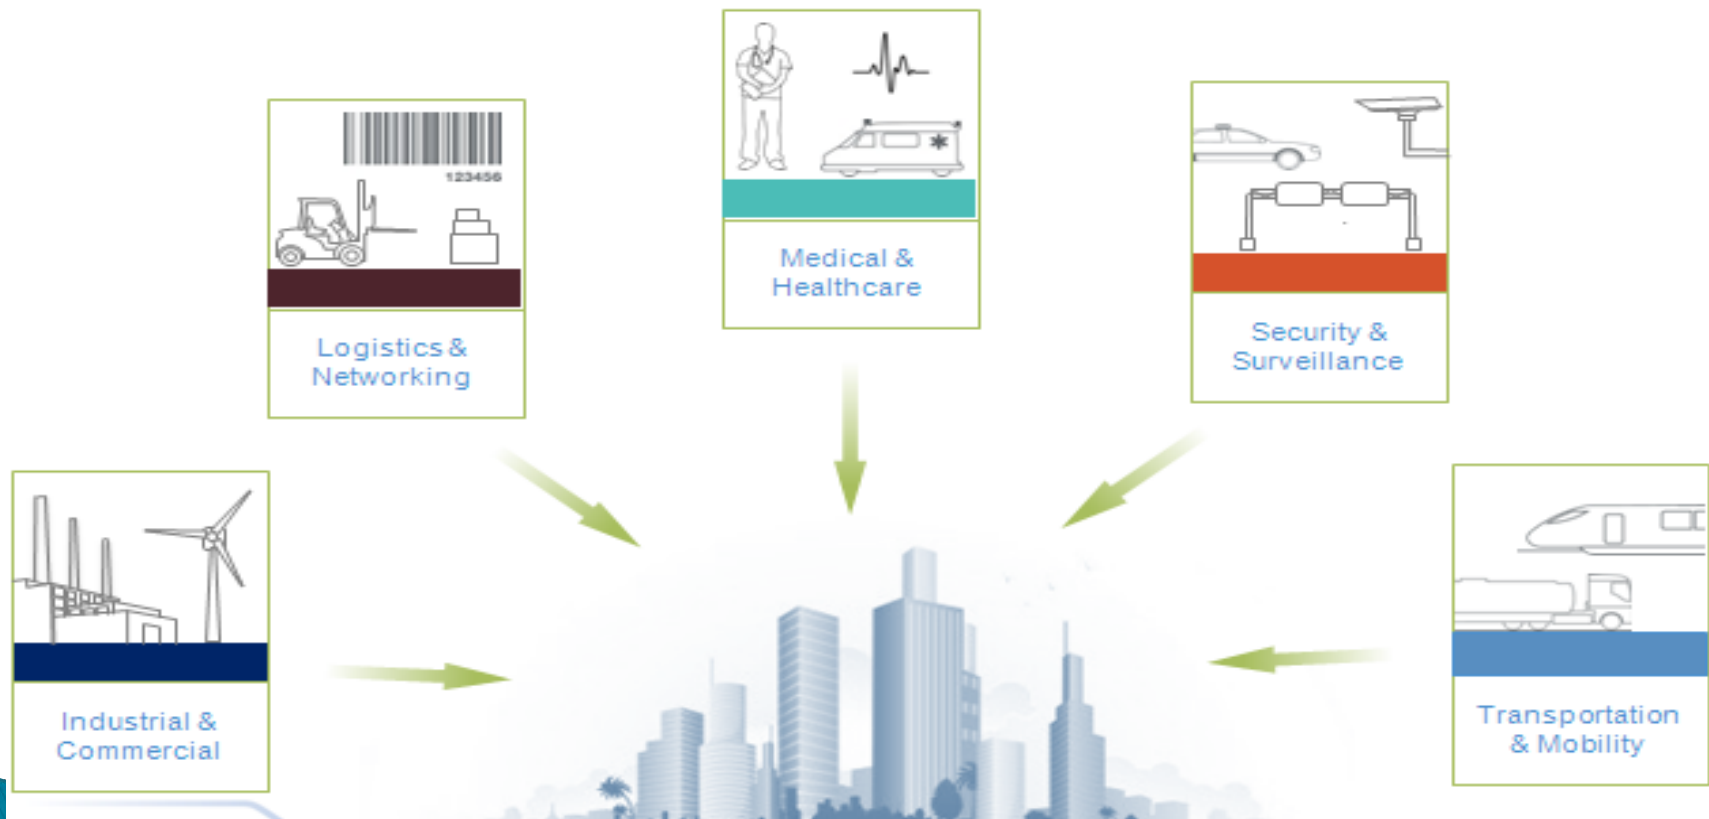 123456
Medical &
Healthcare
Logistics &
Networking
Security &
Surveillance
Industrial &
Commercial
Transportation
& Mobility